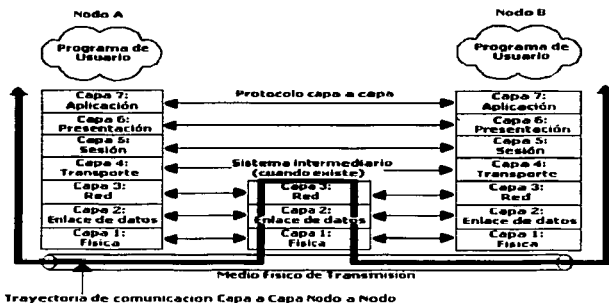 Nodo A
Nodo B
Programa de
Usuario
Programa de
Usuario
Capa 7:
Aplicación
Protocolo capa a capa
Capa 7:
Aplicación
Capa 6:
Presentación
Capa 6:
Presentación
Capa 5:
Sesión
Capa 5:
Sesión
Capa 4:
Transporte
Sistema Intermediario
(cuando existe)
Capa 4:
Transporte
Capa 3:
Red
Capa 3:
Red
Capa 3:
Red
Capa 2:
Enlace de datos
Capa 2:
Enlace de datos
Capa 2:
Enlace de datos
Capa 1:
Física
Capa 1:
Física
Capa 1:
Física
Medio Físico de Transmisión
Trayectoria de comunicación Capa a Capa Nodo a Nodo